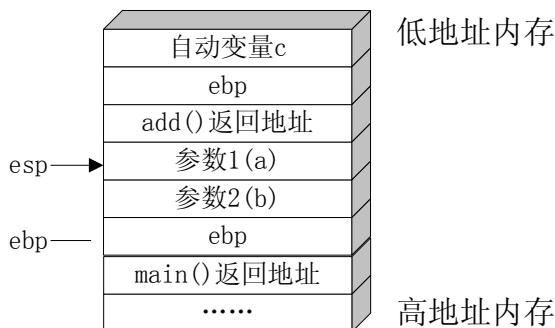 低地址内存
自动变量c
ebp
add()返回地址
esp
参数1(a)
参数2(b)
ebp
ebp
main()返回地址
……
高地址内存